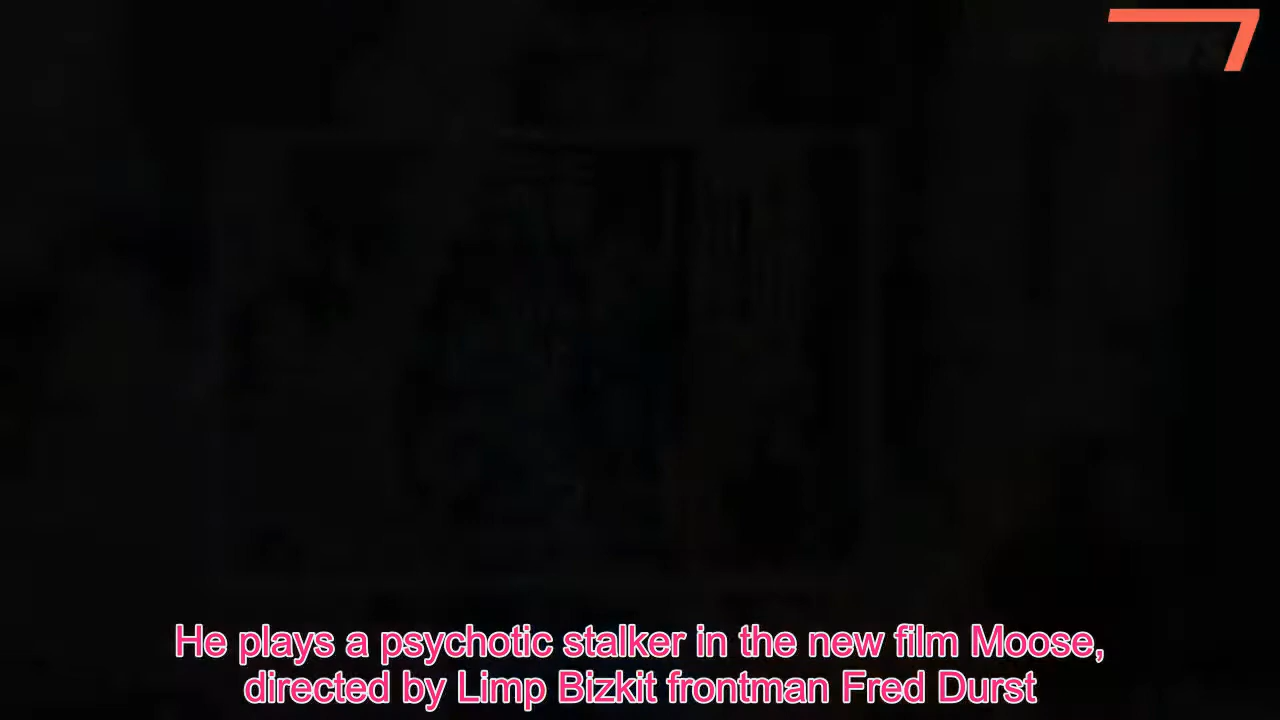 He plays a psychotic stalker in the new film Moose,
directed by Limp Bizkit frontman Fred Durst